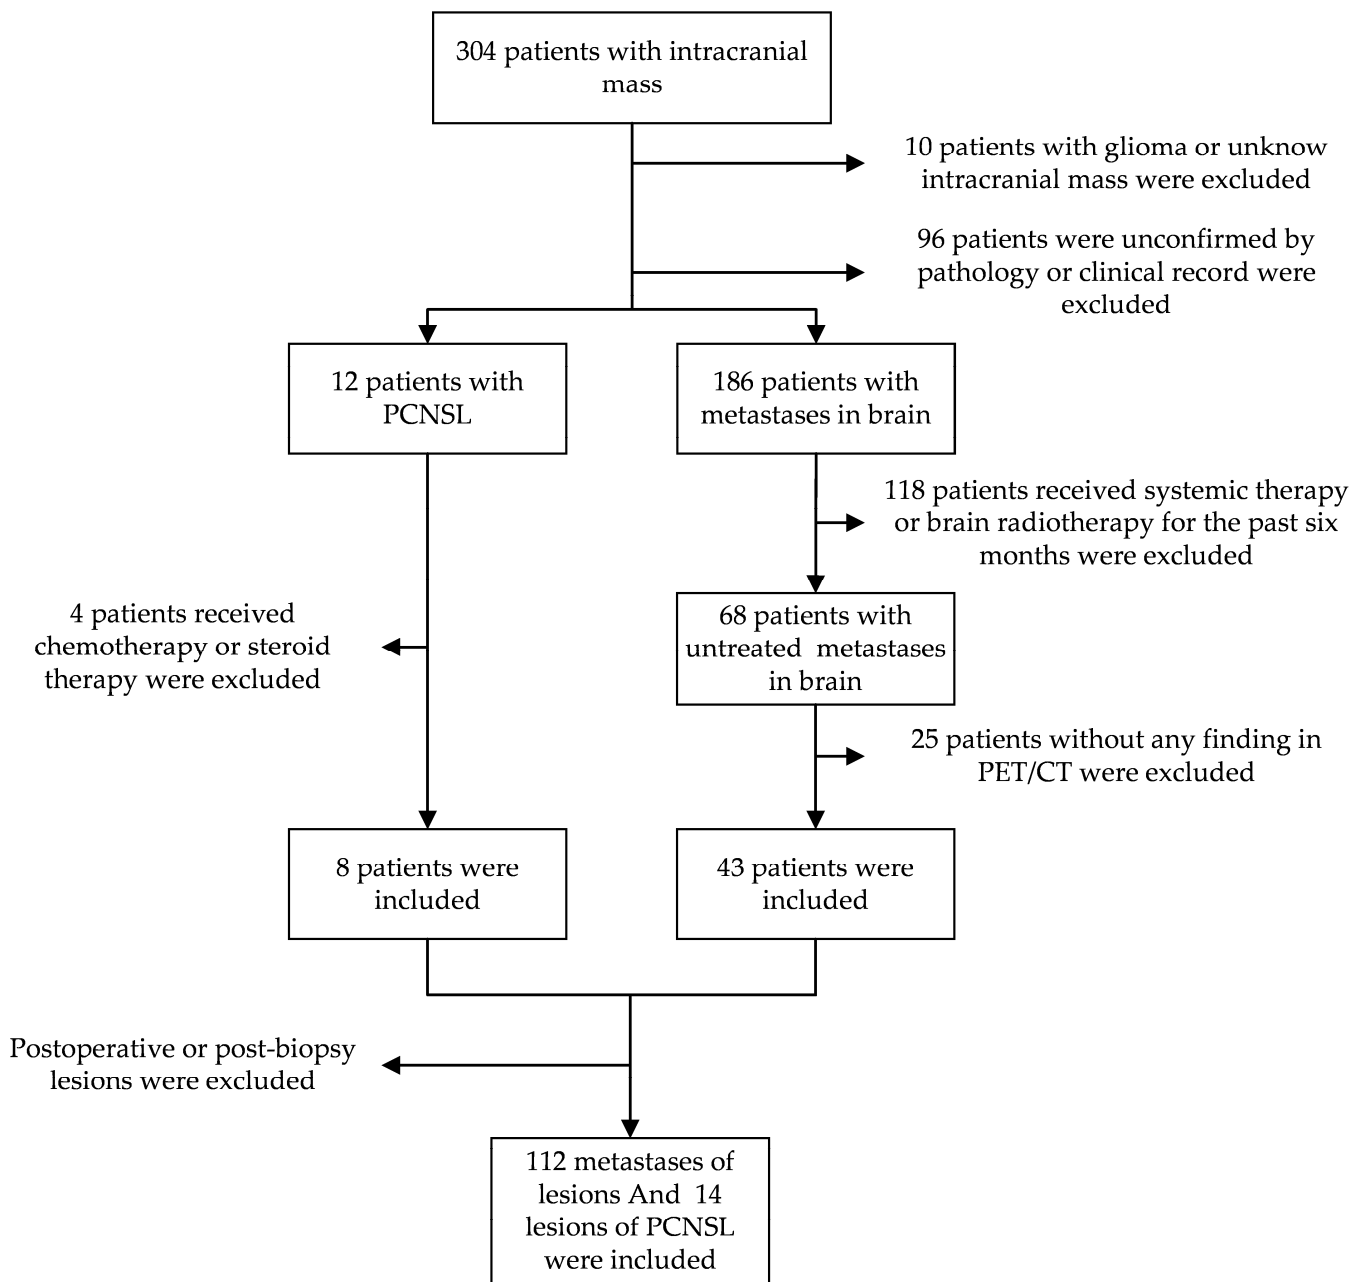 304 patients with intracranial
mass
10 patients with glioma or unknow
intracranial mass were excluded
96 patients were unconfirmed by
pathology or clinical record were
excluded
12 patients with
PCNSL
186 patients with
metastases in brain
118 patients received systemic therapy
or brain radiotherapy for the past six
months were excluded
4 patients received
chemotherapy or steroid
therapy were excluded
68 patients with
untreated metastases
in brain
25 patients without any finding in
PET/CT were excluded
8 patients were
included
43 patients were
included
Postoperative or post-biopsy
lesions were excluded
112 metastases of
lesions And 14
lesions of PCNSL
were included